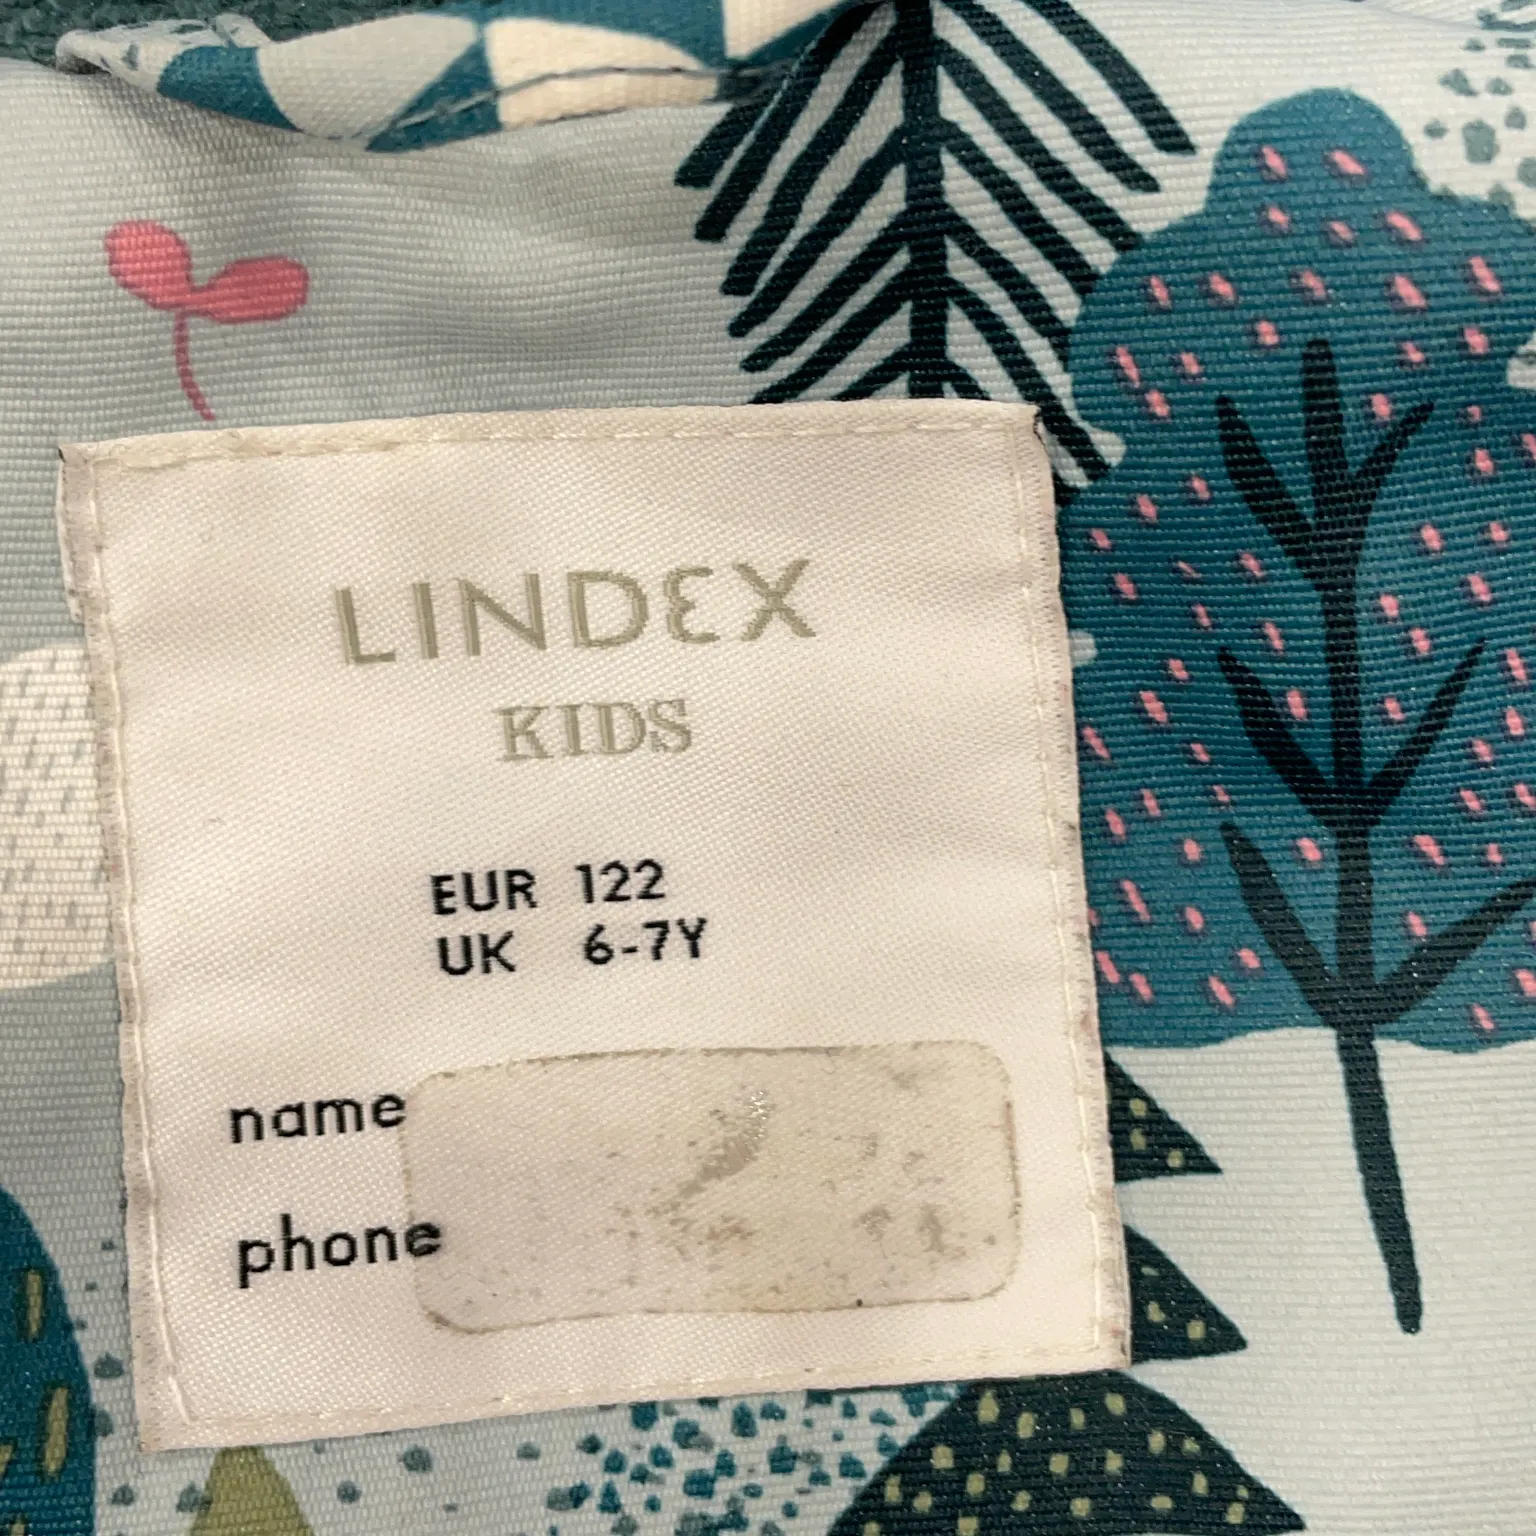 LINDEX
KIDS
EUR 122
UK 6-7Y
name
phone